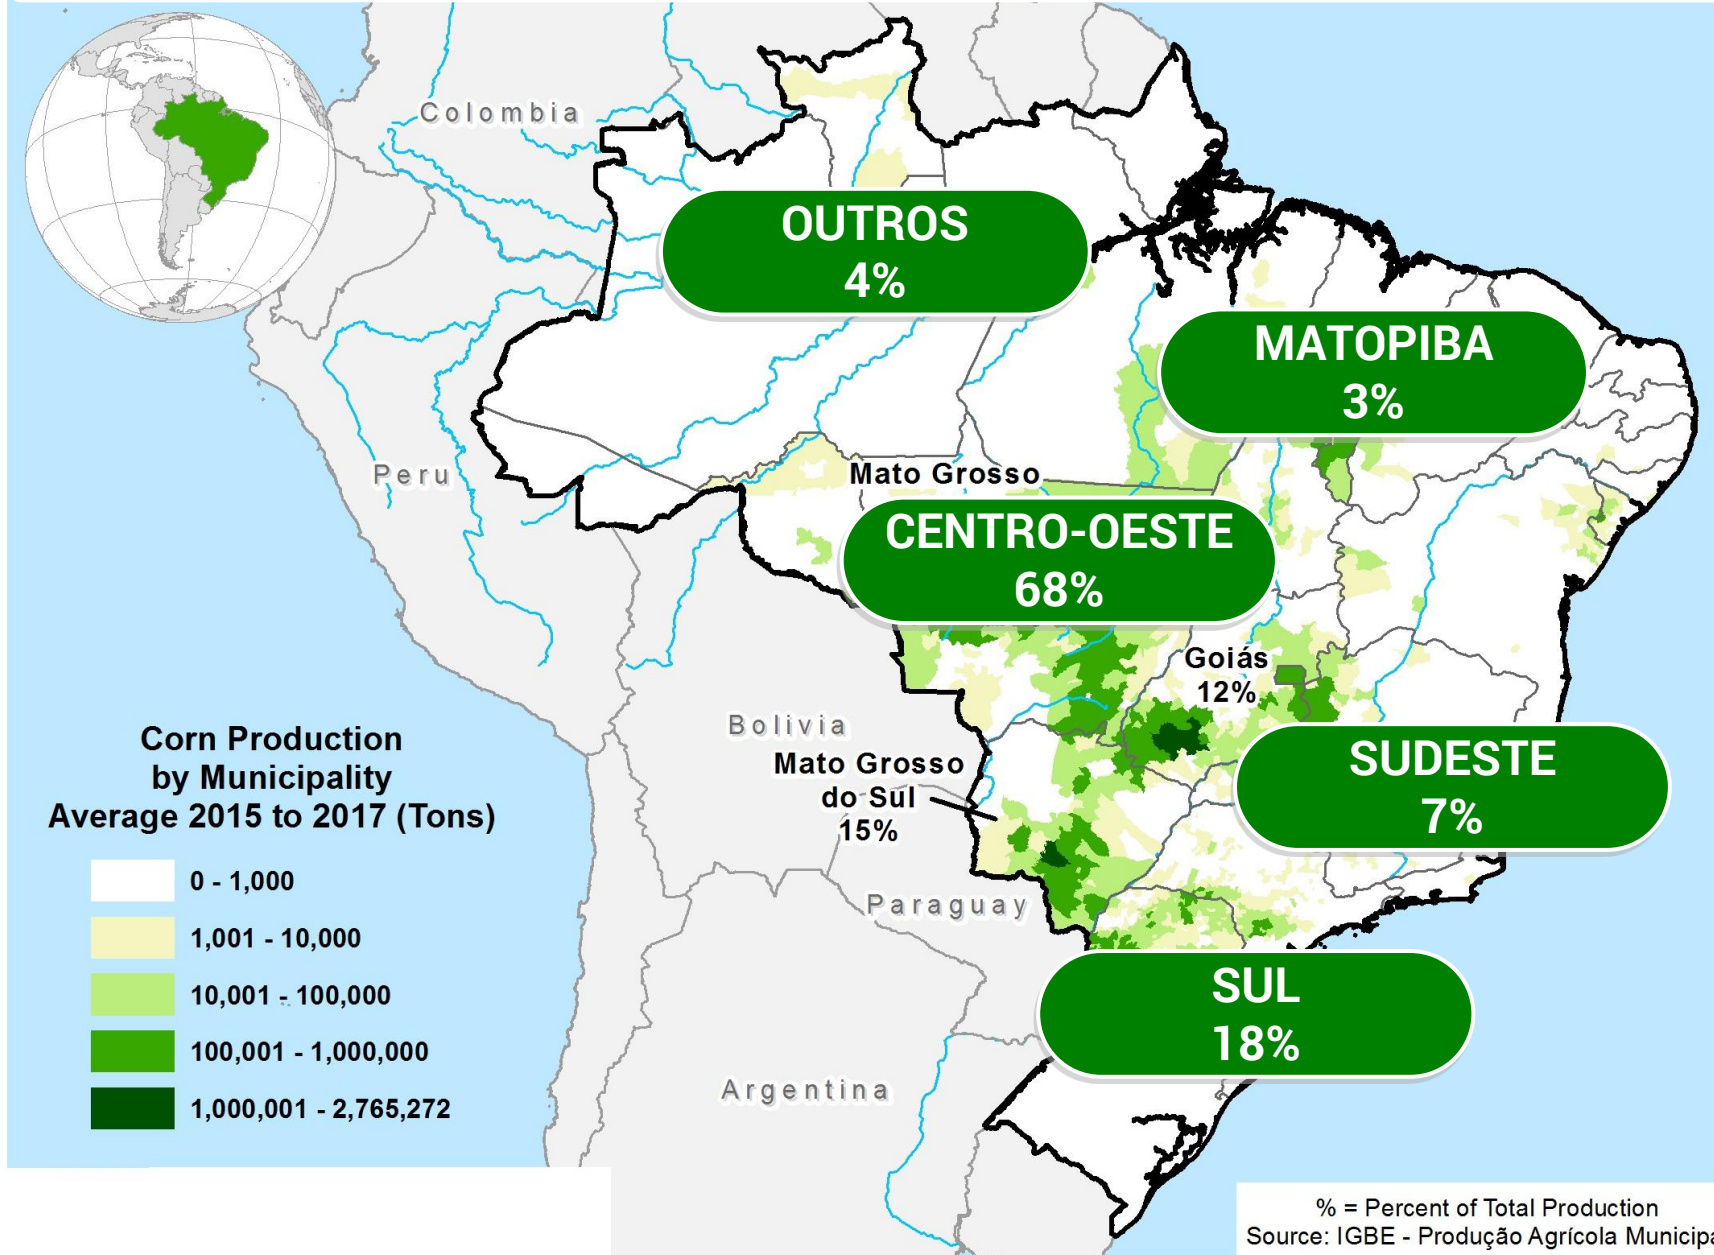 Colombia
OUTROS
4%
MATOPIBA
3%
Peru
Mato Grosso
CENTRO-OESTE
68%
Goiás
12%
Bolivia
Mato Grosso
do Sul
15%
SUDESTE
7%
Paraguay
SUL
18%
Argentina
Corn Production
by Municipality
Average 2015 to 2017 (Tons)
0 - 1,000
1,001 - 10,000
10,001 - 100,000
100,001 - 1,000,000
1,000,001 - 2,765,272
% = Percent of Total Production
Source: IGBE - Produção Agrícola Municipa